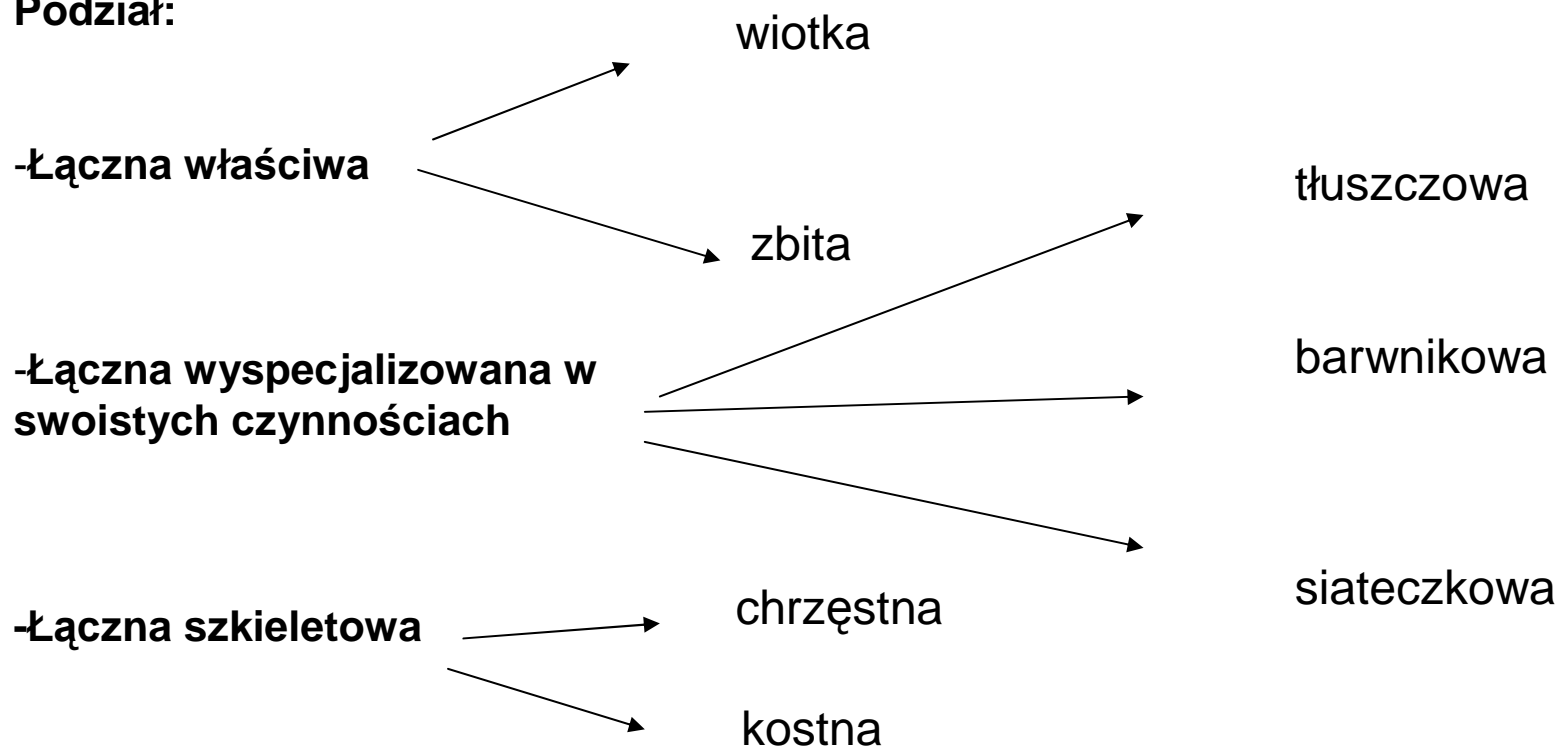 Podział:
wiotka
-Łączna właściwa
zbita
-Łączna wyspecjalizowana w
swoistych czynnościach
tłuszczowa
barwnikowa
siateczkowa
-Łączna szkieletowa
chrzęstna
kostna